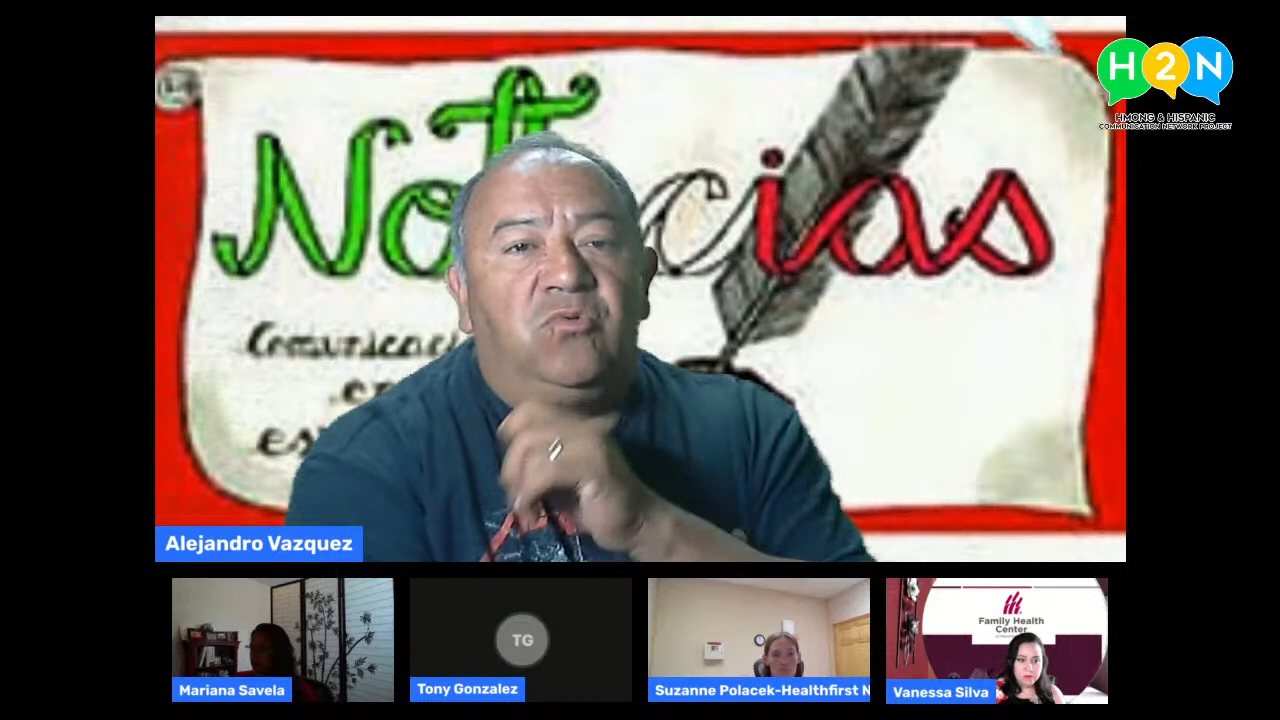 Noticias
H2N
HMONG & HISPANIC
COMMUNICATION NETWORK PROJECT
Alejandro Vazquez
TG
Family Health
Center
Mariana Savela
Tony Gonzalez
Suzanne Polacek-Healthfirst N
Vanessa Silva